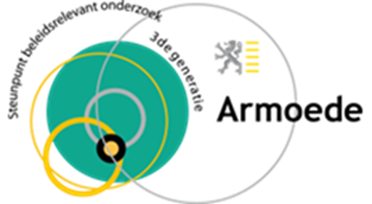 Steunpunt beleidsrelevant onderzoek
3de generatie
Armoede